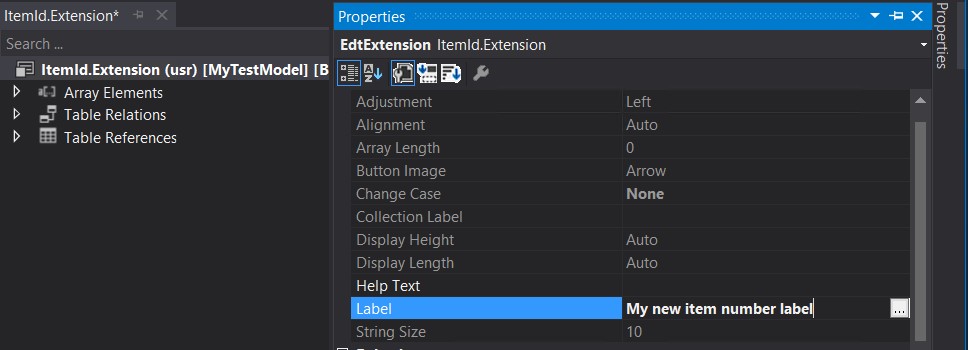 ItemId.Extension*
Search ...
ItemId.Extension (usr) [MyTestModel] [B
Array Elements
Table Relations
Table References
Properties
EdtExtension ItemId.Extension
Adjustment Left
Alignment Auto
Array Length 0
Button Image Arrow
Change Case None
Collection Label
Display Height Auto
Display Length Auto
Help Text
Label My new item number label ...
String Size 10
Properties